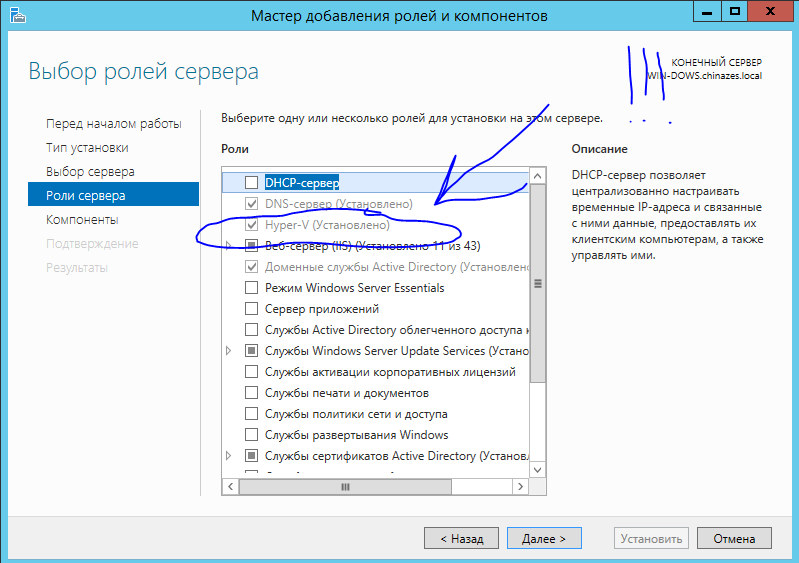 Мастер добавления ролей и компонентов
Выбор ролей сервера
КОНЕЧНЫЙ СЕРВЕР
WIN-DOWS.chinazes.local
Перед началом работы
Тип установки
Выбор сервера
Роли сервера
Компоненты
Подтверждение
Результаты
Выберите одну или несколько ролей для установки на этом сервере.
Роли
DHCP-сервер
DNS-сервер (Установлено)
Hyper-V (Установлено)
Веб-сервер (IIS) (Установлено 11 из 43)
Доменные службы Active Directory (Установлено
Режим Windows Server Essentials
Сервер приложений
Службы Active Directory облегченного доступа к
Службы Windows Server Update Services (Устано
Службы активации корпоративных лицензий
Службы печати и документов
Службы политики сети и доступа
Службы развертывания Windows
Службы сертификатов Active Directory (Установл
Описание
DHCP-сервер позволяет
централизованно настраивать
временные IP-адреса и связанные
с ними данные, предоставлять их
клиентским компьютерам, а также
управлять ими.
< Назад
Далее >
Установить
Отмена